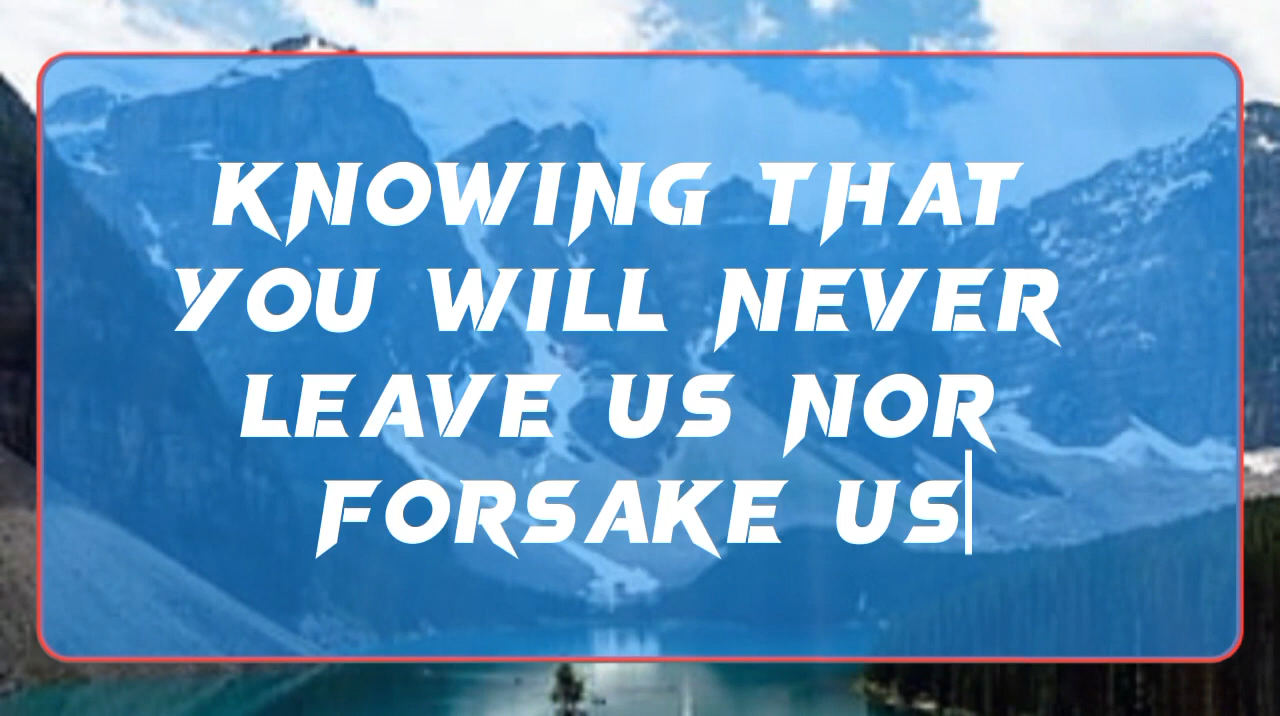 KNOWING THAT
YOU WILL NEVER
LEAVE US NOR
FORSAKE US